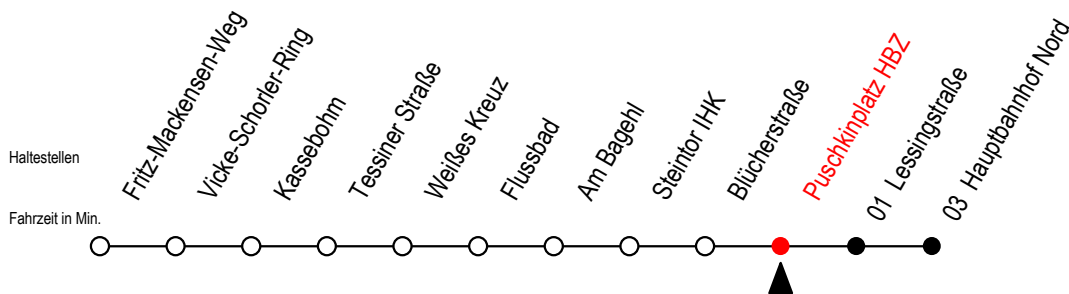 Haltestellen
Fritz-Mackensen-Weg
Vicke-Schorler-Ring
Kassebohm
Tessiner Straße
Weißes Kreuz
Flussbad
Am Bagehl
Steintor IHK
Blücherstraße
Puschkinplatz HBZ
01 Lessingstraße
03 Hauptbahnhof Nord
Fahrzeit in Min.